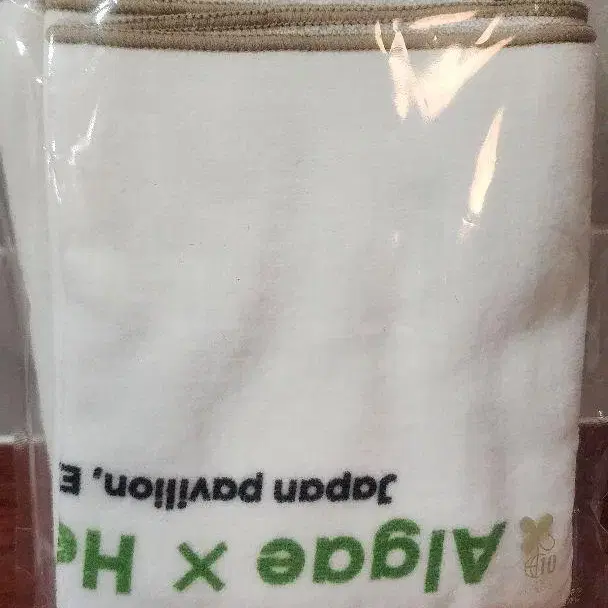 Algae × He
Japan pavilion, E